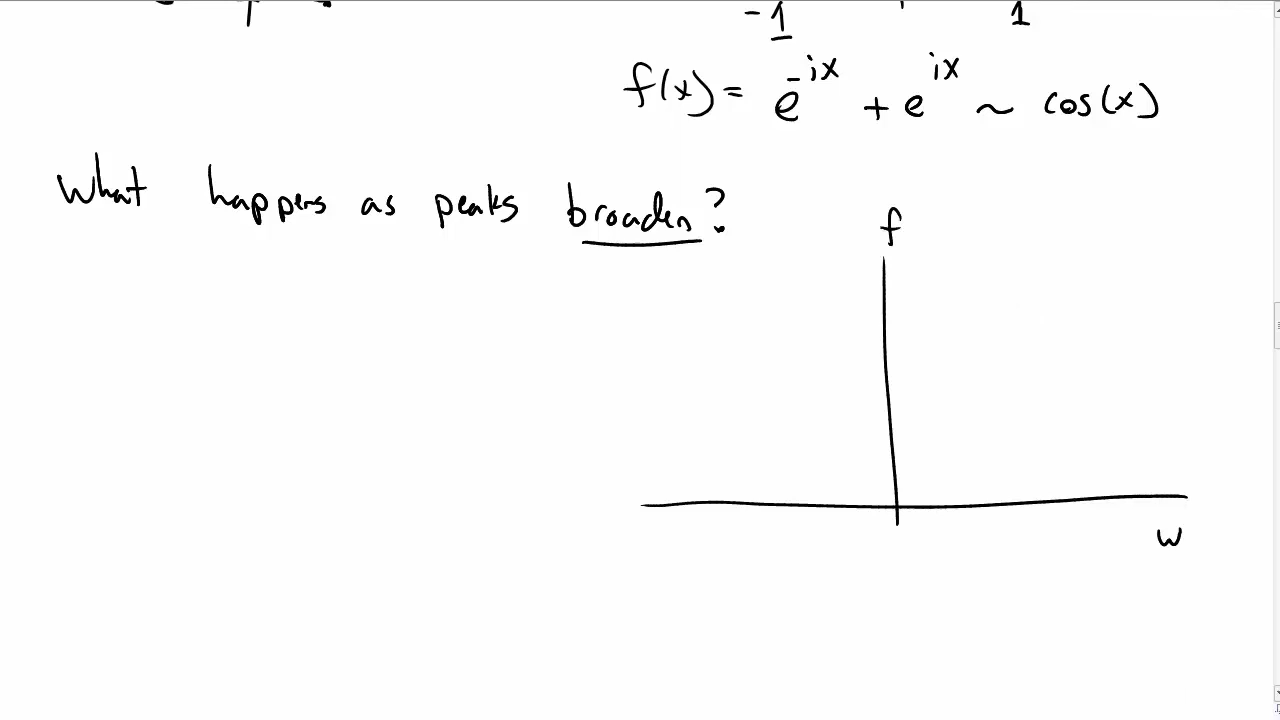 -1 1
f(x) = e^{-ix} + e^{ix} ~ cos(x)
What happens as peaks broaden?
f
w